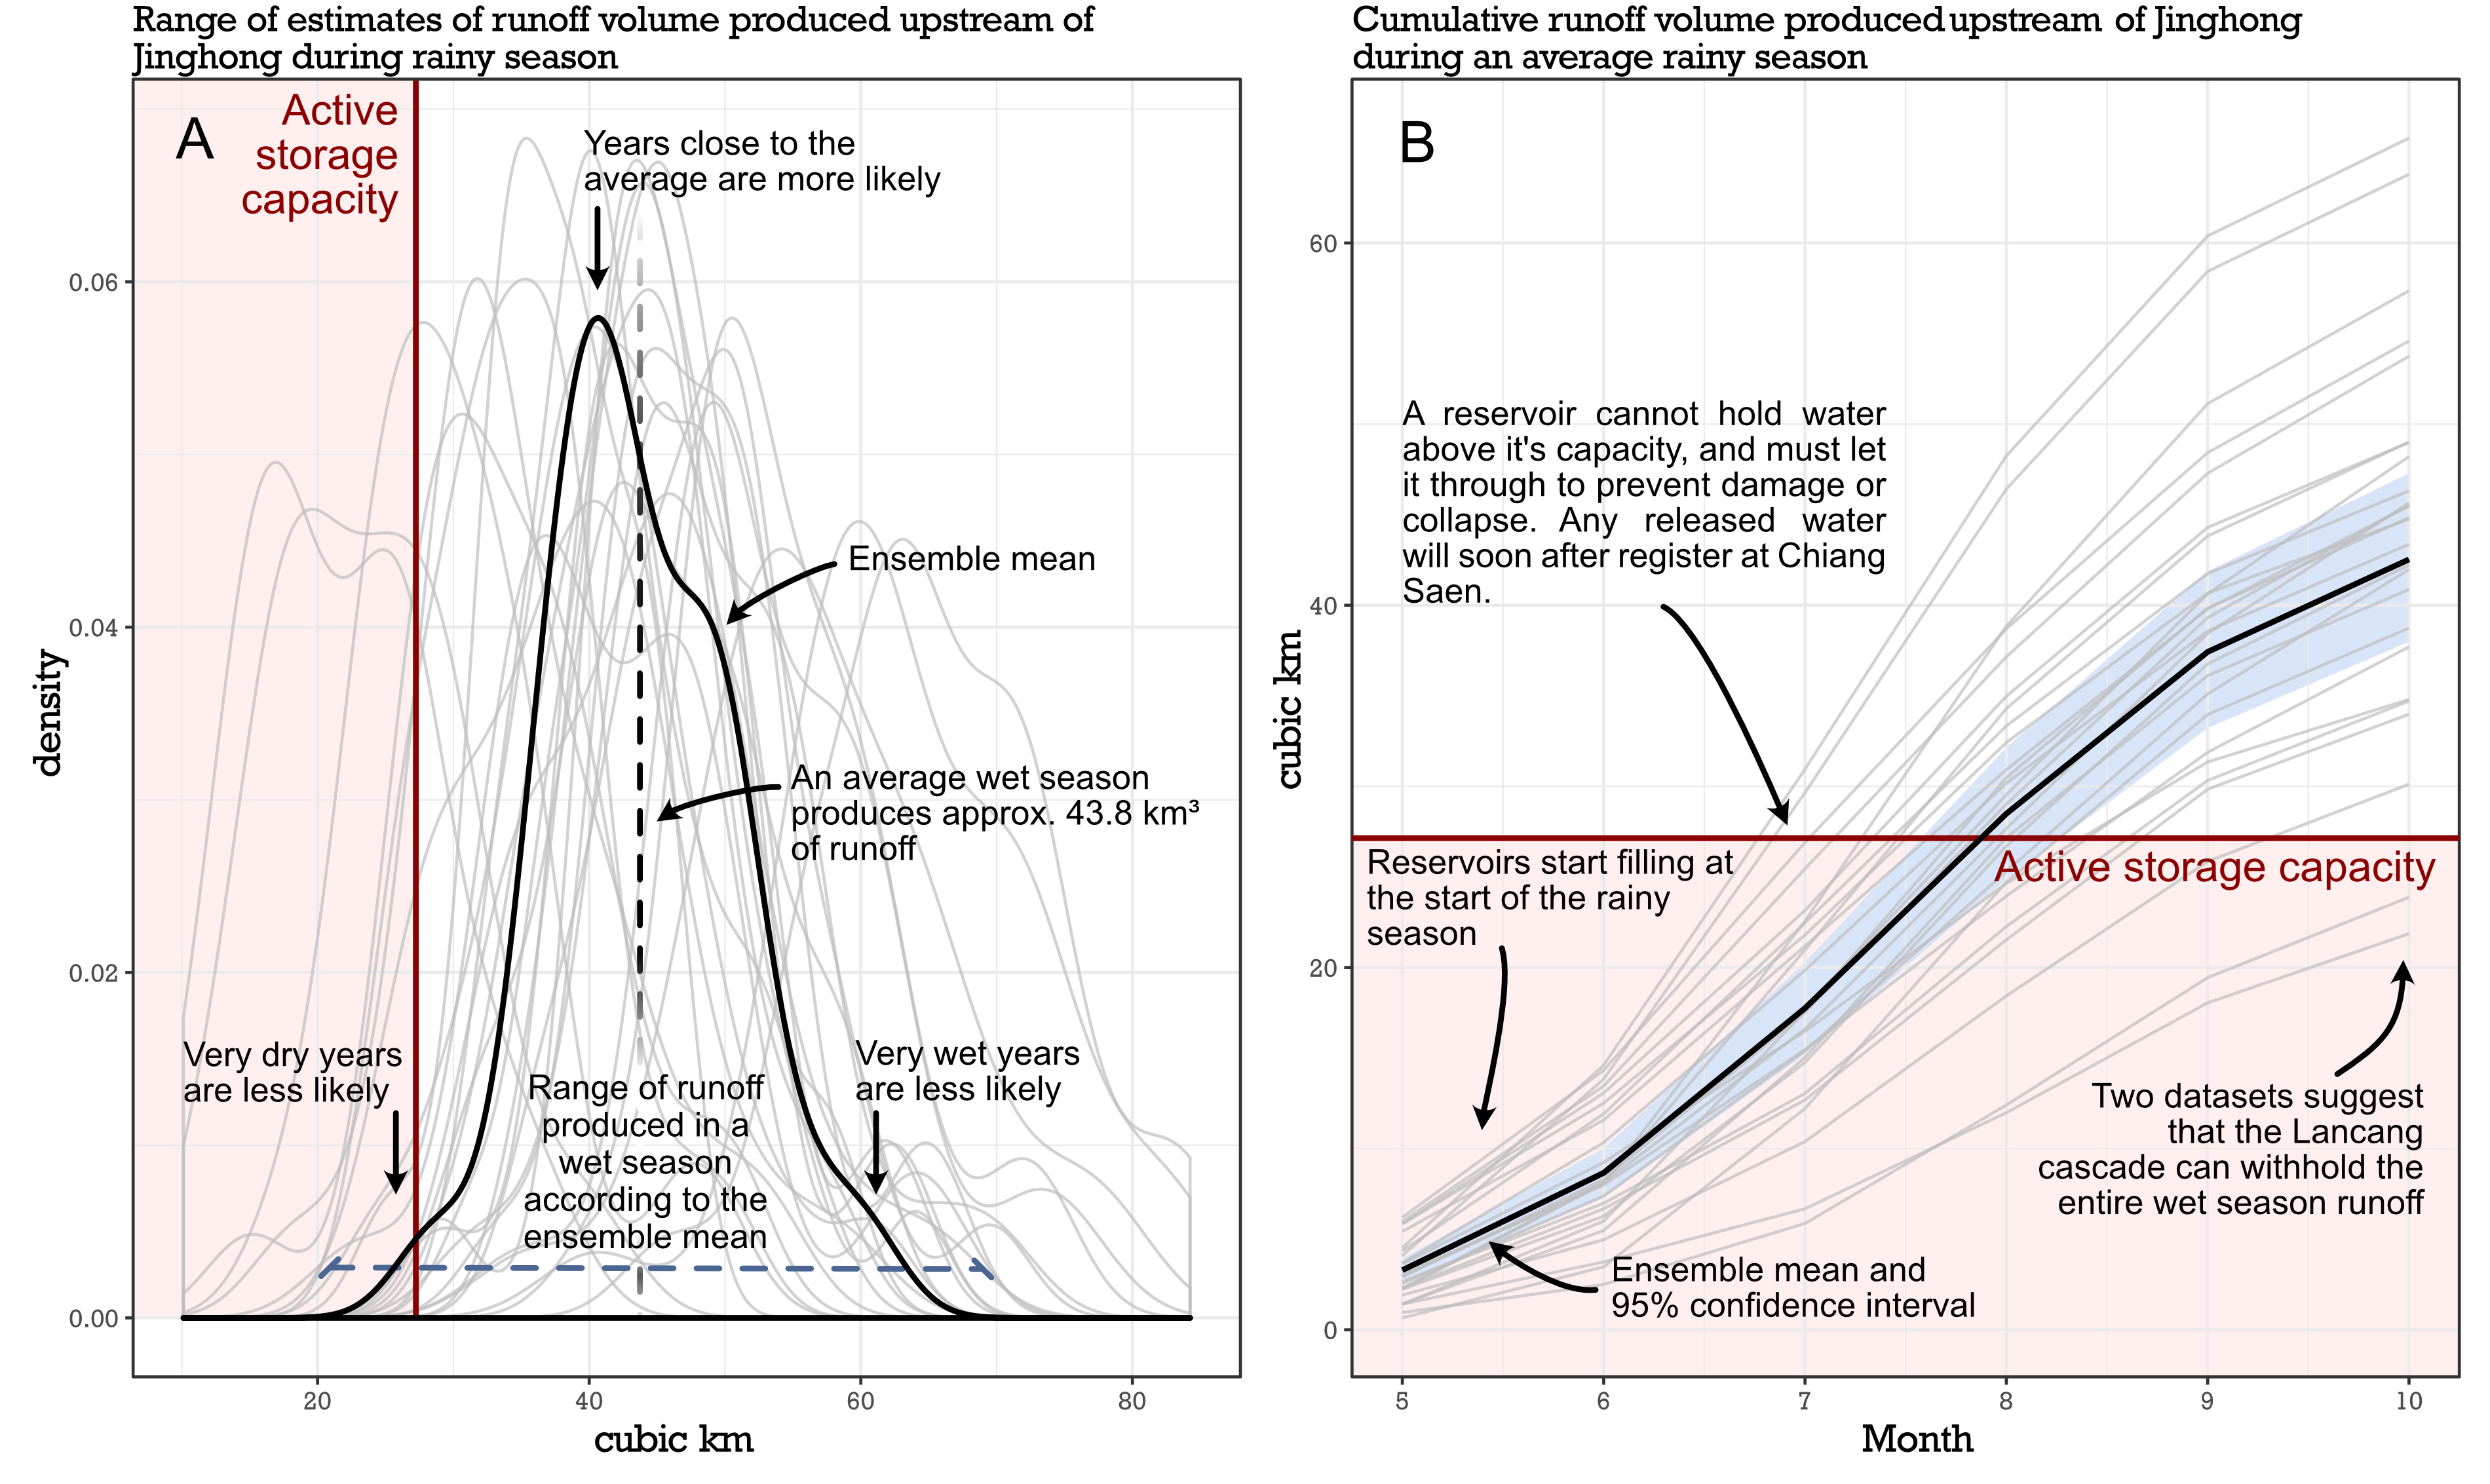 Range of estimates of runoff volume produced upstream of
Jinghong during rainy season
A
Active
storage
capacity
Years close to the
average are more likely
Ensemble mean
An average wet season
produces approx. 43.8 km³
of runoff
Very dry years
are less likely
Range of runoff
produced in a
wet season
according to the
ensemble mean
Very wet years
are less likely
density
0.06
0.04
0.02
0.00
20
40
60
80
cubic km
Cumulative runoff volume produced upstream of Jinghong
during an average rainy season
B
A reservoir cannot hold water
above it's capacity, and must let
it through to prevent damage or
collapse. Any released water
will soon after register at Chiang
Saen.
Reservoirs start filling at
the start of the rainy
season
Active storage capacity
Two datasets suggest
that the Lancang
cascade can withhold the
entire wet season runoff
Ensemble mean and
95% confidence interval
cubic km
60
40
20
0
5
6
7
8
9
10
Month